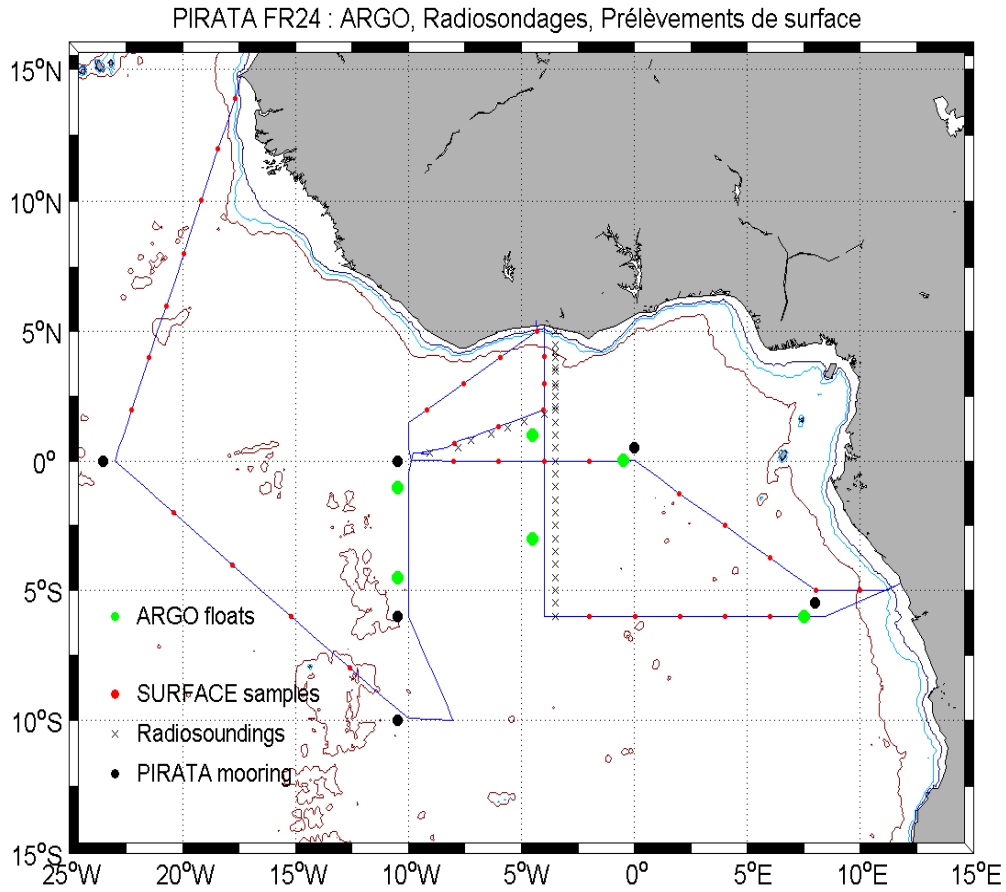 PIRATA FR24 : ARGO, Radiosondages, Prélèvements de surface
15°N
10°N
5°N
0°
5°S
10°S
15°S
ARGO floats
SURFACE samples
Radiosoundings
PIRATA mooring
25°W 20°W 15°W 10°W 5°W 0° 5°E 10°E 15°E